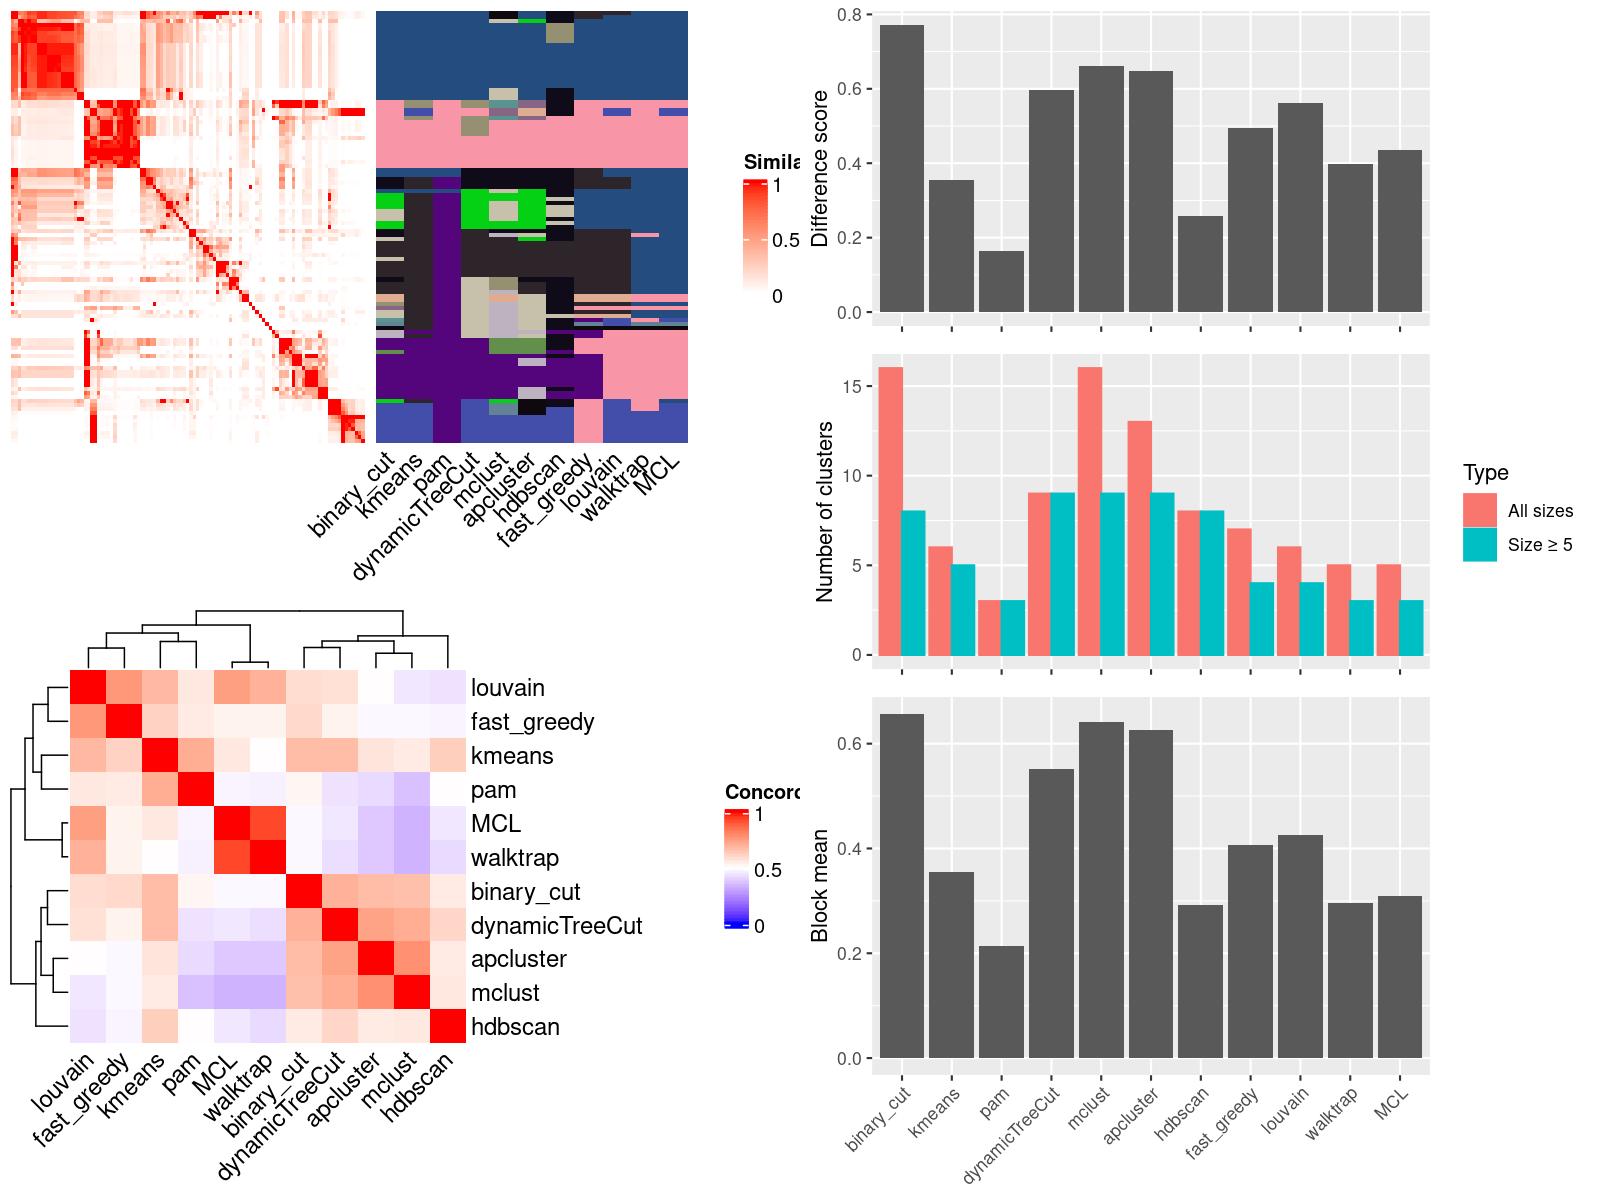 Simila
1
0.5
0
binary_cut
kmeans
pam
dynamicTreeCut
mclust
apcluster
hdbscan
fast_greedy
louvain
walktrap
MCL
louvain
fast_greedy
kmeans
pam
MCL
walktrap
binary_cut
dynamicTreeCut
apcluster
mclust
hdbscan
louvain
fast_greedy
kmeans
pam
MCL
walktrap
binary_cut
dynamicTreeCut
apcluster
mclust
hdbscan
Concord
1
0.5
0
Difference score
0.8
0.6
0.4
0.2
0.0
Number of clusters
15
10
5
0
Type
All sizes
Size ≥ 5
Block mean
0.6
0.4
0.2
0.0
binary_cut
kmeans
pam
dynamicTreeCut
mclust
apcluster
hdbscan
fast_greedy
louvain
walktrap
MCL